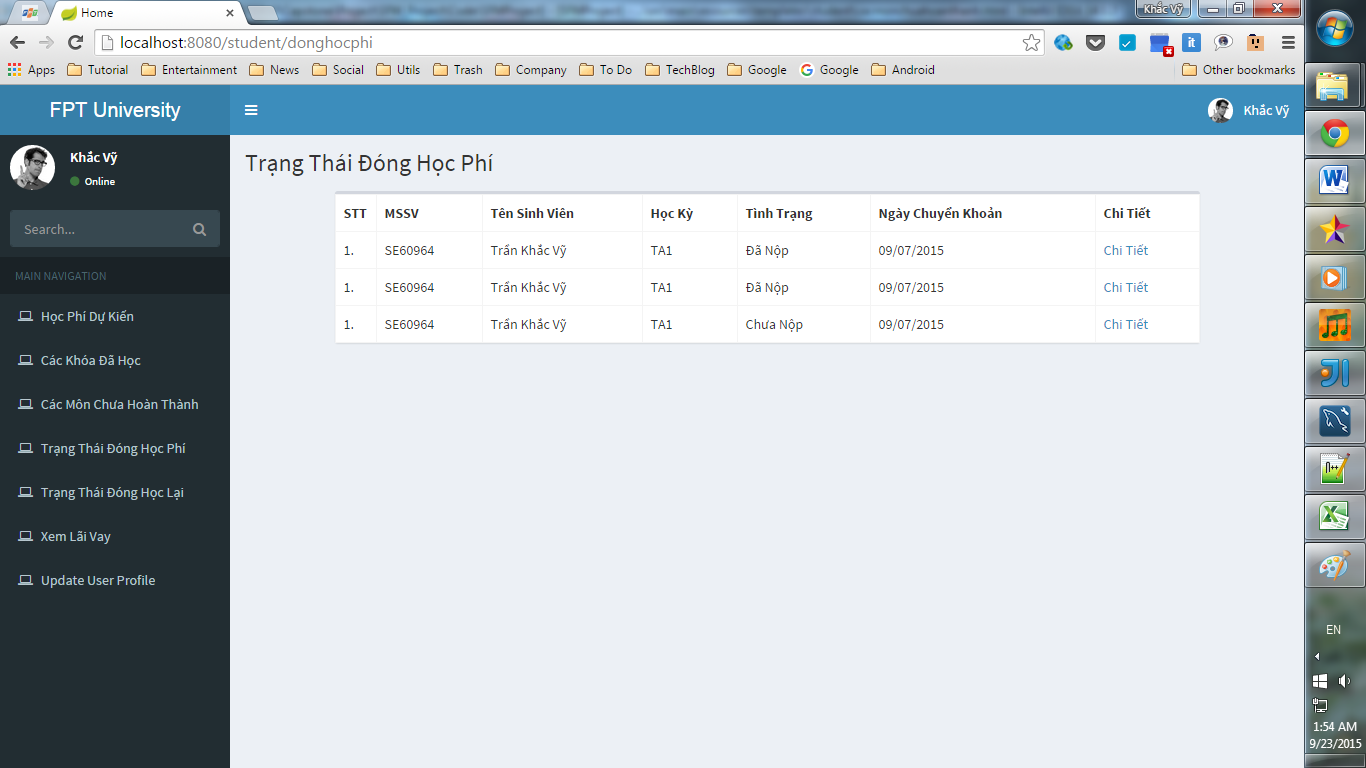 Home
Khắc Vỹ
localhost:8080/student/donghocphi
Apps Tutorial Entertainment News Social Utils Trash Company To Do TechBlog Google Google Android Other bookmarks
FPT University
Khắc Vỹ
Khắc Vỹ
Online
Search...
MAIN NAVIGATION
Học Phí Dự Kiến
Các Khóa Đã Học
Các Môn Chưa Hoàn Thành
Trạng Thái Đóng Học Phí
Trạng Thái Đóng Học Lại
Xem Lãi Vay
Update User Profile
Trạng Thái Đóng Học Phí
STT MSSV Tên Sinh Viên Học Kỳ Tình Trạng Ngày Chuyển Khoản Chi Tiết
1. SE60964 Trần Khắc Vỹ TA1 Đã Nộp 09/07/2015 Chi Tiết
1. SE60964 Trần Khắc Vỹ TA1 Đã Nộp 09/07/2015 Chi Tiết
1. SE60964 Trần Khắc Vỹ TA1 Chưa Nộp 09/07/2015 Chi Tiết
EN
1:54 AM
9/23/2015